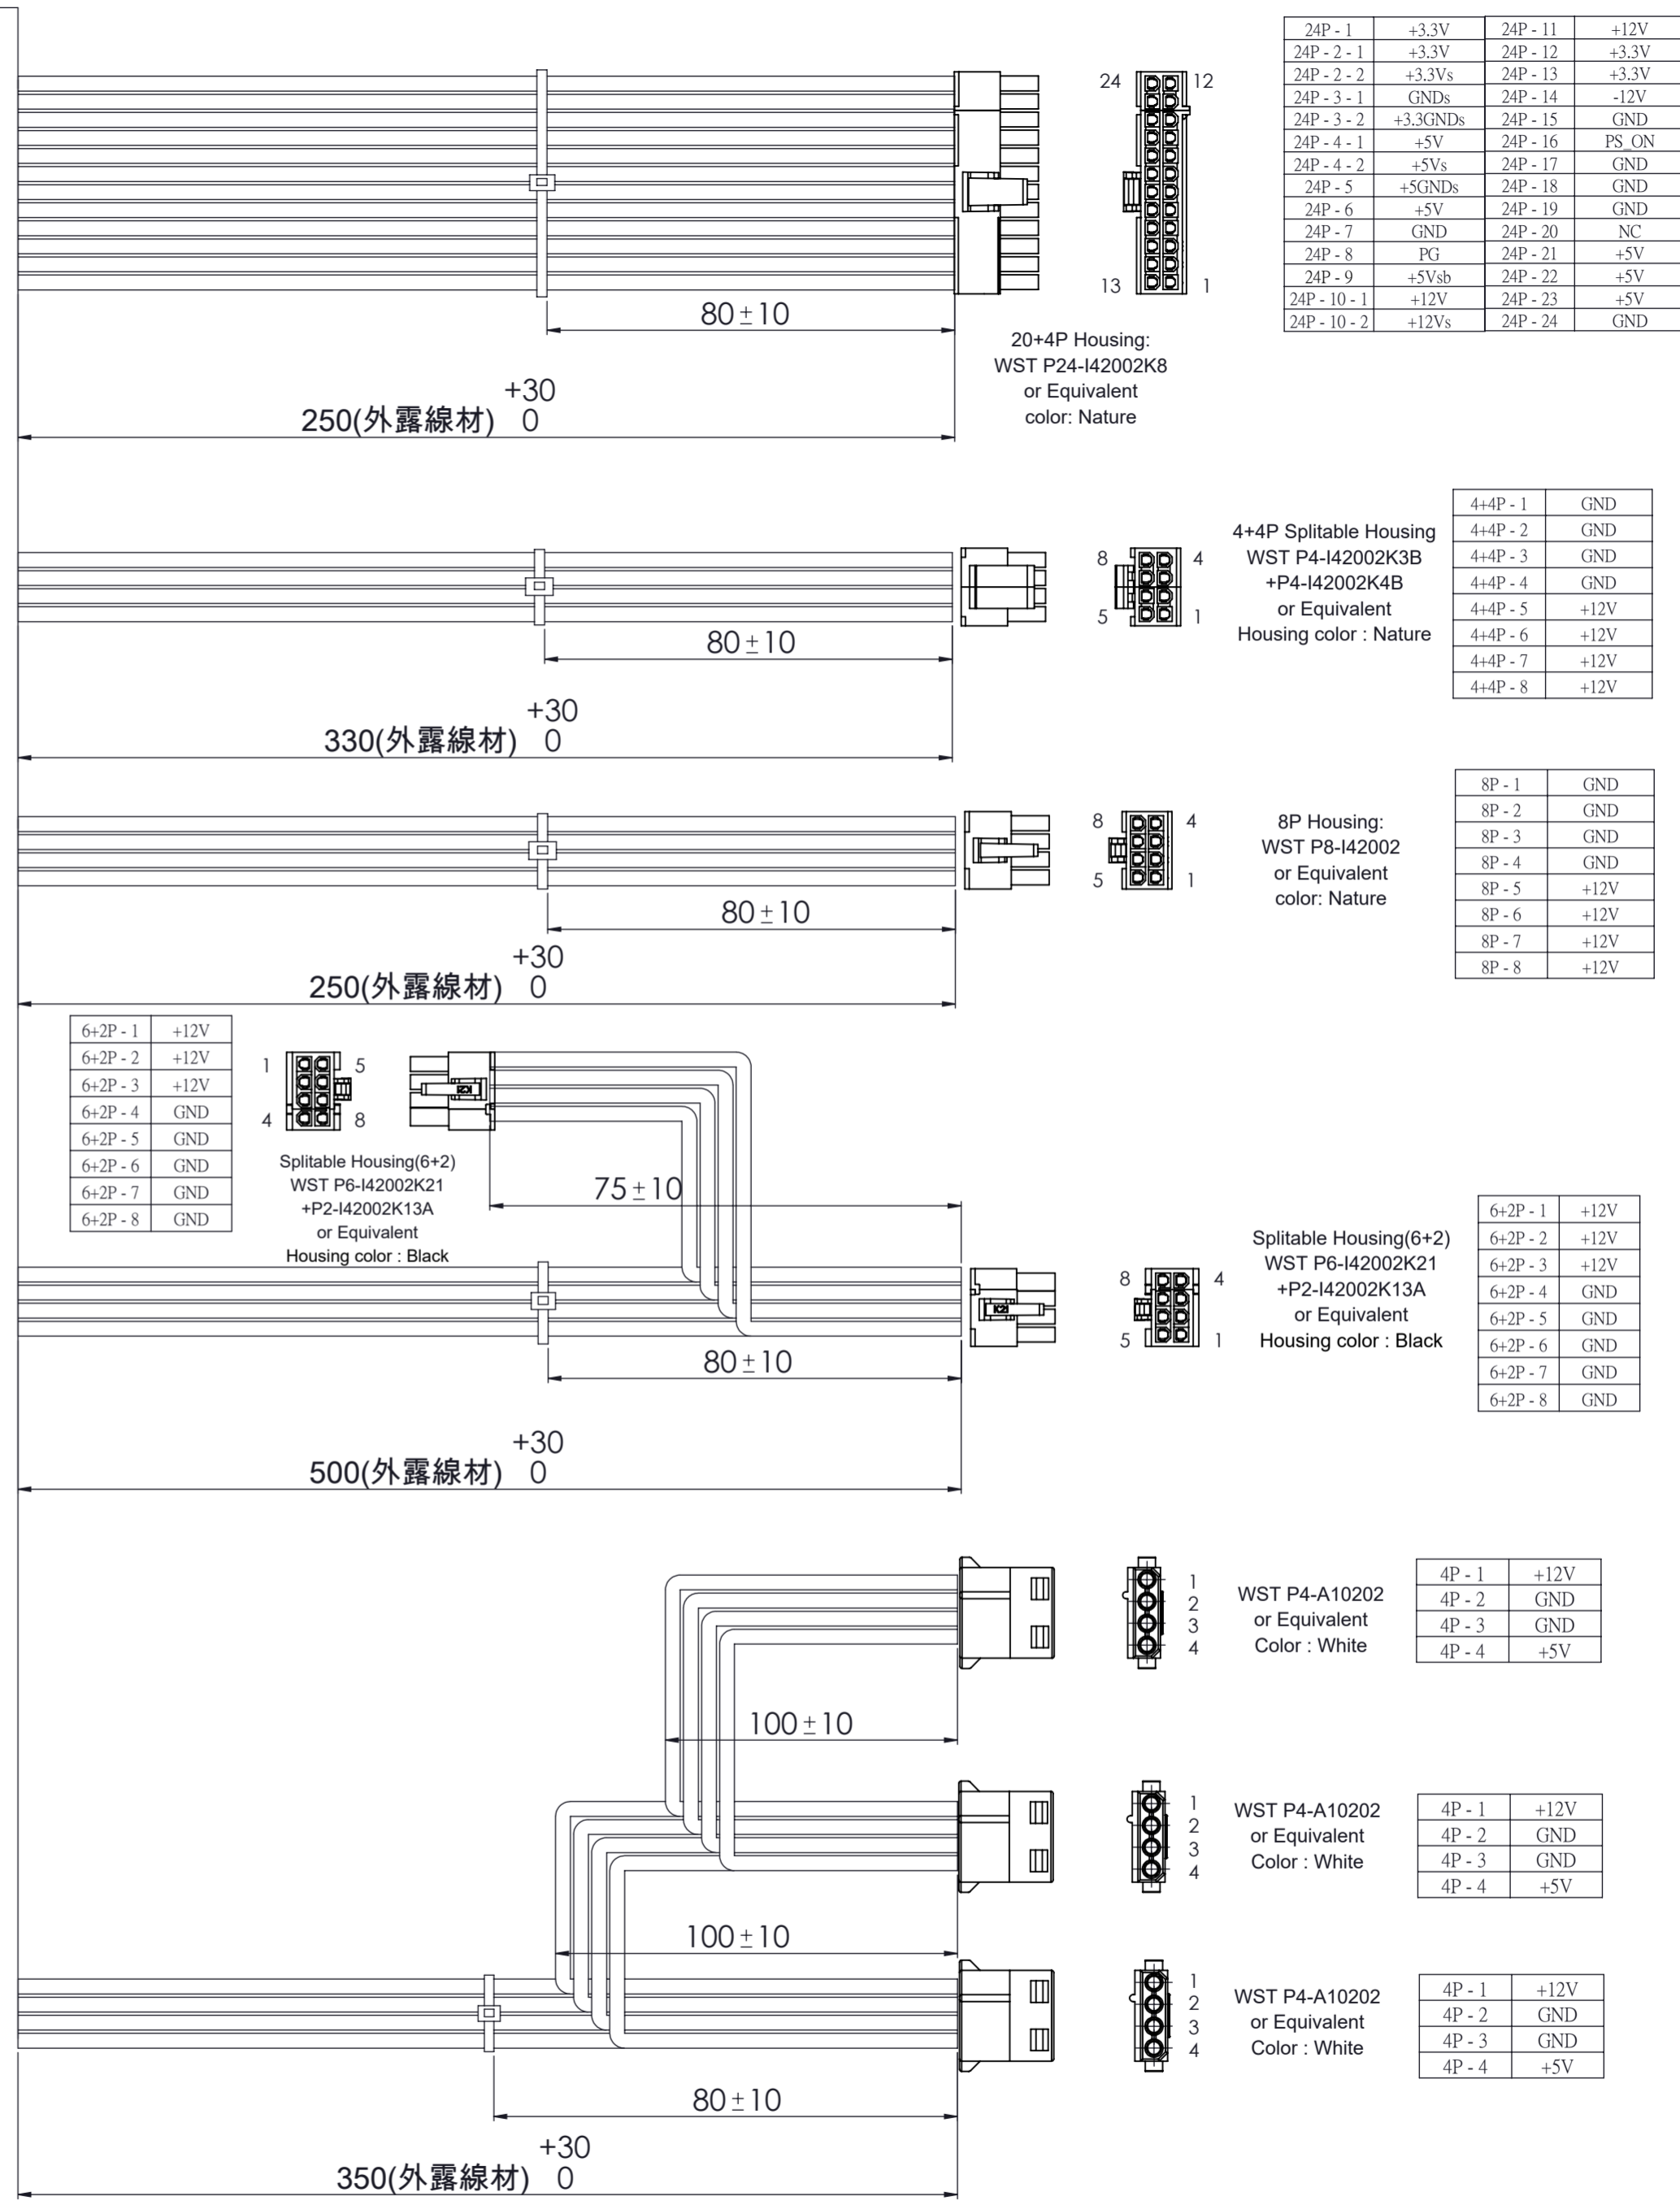 24P - 1 +3.3V 24P - 11 +12V
24P - 2 - 1 +3.3V 24P - 12 +3.3V
24P - 2 - 2 +3.3Vs 24P - 13 +3.3V
24P - 3 - 1 GNDs 24P - 14 -12V
24P - 3 - 2 +3.3GNDs 24P - 15 GND
24P - 4 - 1 +5V 24P - 16 PS_ON
24P - 4 - 2 +5Vs 24P - 17 GND
24P - 5 +5GNDs 24P - 18 GND
24P - 6 +5V 24P - 19 GND
24P - 7 GND 24P - 20 NC
24P - 8 PG 24P - 21 +5V
24P - 9 +5Vsb 24P - 22 +5V
24P - 10 - 1 +12V 24P - 23 +5V
24P - 10 - 2 +12Vs 24P - 24 GND
24 12
13 1
80±10
20+4P Housing:
WST P24-I42002K8
or Equivalent
color: Nature
+30
250(外露線材) 0
8 4
5 1
4+4P Splitable Housing
WST P4-I42002K3B
+P4-I42002K4B
or Equivalent
Housing color : Nature
4+4P - 1 GND
4+4P - 2 GND
4+4P - 3 GND
4+4P - 4 GND
4+4P - 5 +12V
4+4P - 6 +12V
4+4P - 7 +12V
4+4P - 8 +12V
80±10
+30
330(外露線材) 0
8 4
5 1
8P Housing:
WST P8-I42002
or Equivalent
color: Nature
8P - 1 GND
8P - 2 GND
8P - 3 GND
8P - 4 GND
8P - 5 +12V
8P - 6 +12V
8P - 7 +12V
8P - 8 +12V
80±10
+30
250(外露線材) 0
6+2P - 1 +12V
6+2P - 2 +12V
6+2P - 3 +12V
6+2P - 4 GND
6+2P - 5 GND
6+2P - 6 GND
6+2P - 7 GND
6+2P - 8 GND
1 5
4 8
Splitable Housing(6+2)
WST P6-I42002K21
+P2-I42002K13A
or Equivalent
Housing color : Black
75±10
8 4
5 1
Splitable Housing(6+2)
WST P6-I42002K21
+P2-I42002K13A
or Equivalent
Housing color : Black
6+2P - 1 +12V
6+2P - 2 +12V
6+2P - 3 +12V
6+2P - 4 GND
6+2P - 5 GND
6+2P - 6 GND
6+2P - 7 GND
6+2P - 8 GND
80±10
+30
500(外露線材) 0
1
2
3
4
WST P4-A10202
or Equivalent
Color : White
4P - 1 +12V
4P - 2 GND
4P - 3 GND
4P - 4 +5V
100±10
1
2
3
4
WST P4-A10202
or Equivalent
Color : White
4P - 1 +12V
4P - 2 GND
4P - 3 GND
4P - 4 +5V
100±10
1
2
3
4
WST P4-A10202
or Equivalent
Color : White
4P - 1 +12V
4P - 2 GND
4P - 3 GND
4P - 4 +5V
80±10
+30
350(外露線材) 0